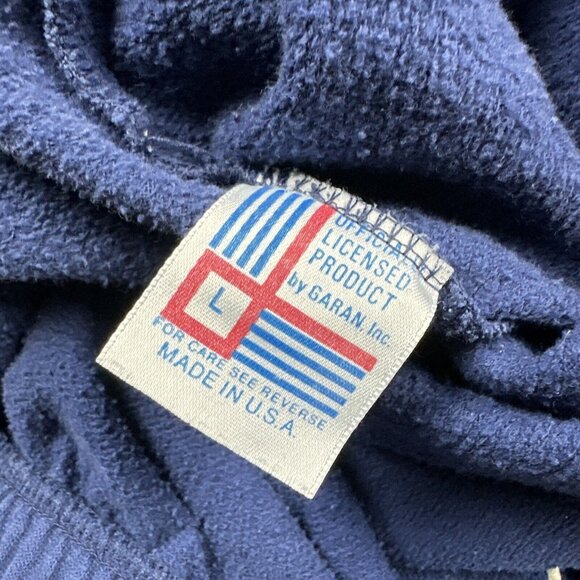 OFFICIAL
LICENSED
PRODUCT
by GARAN, Inc.
L
FOR CARE SEE REVERSE
MADE IN U.S.A.